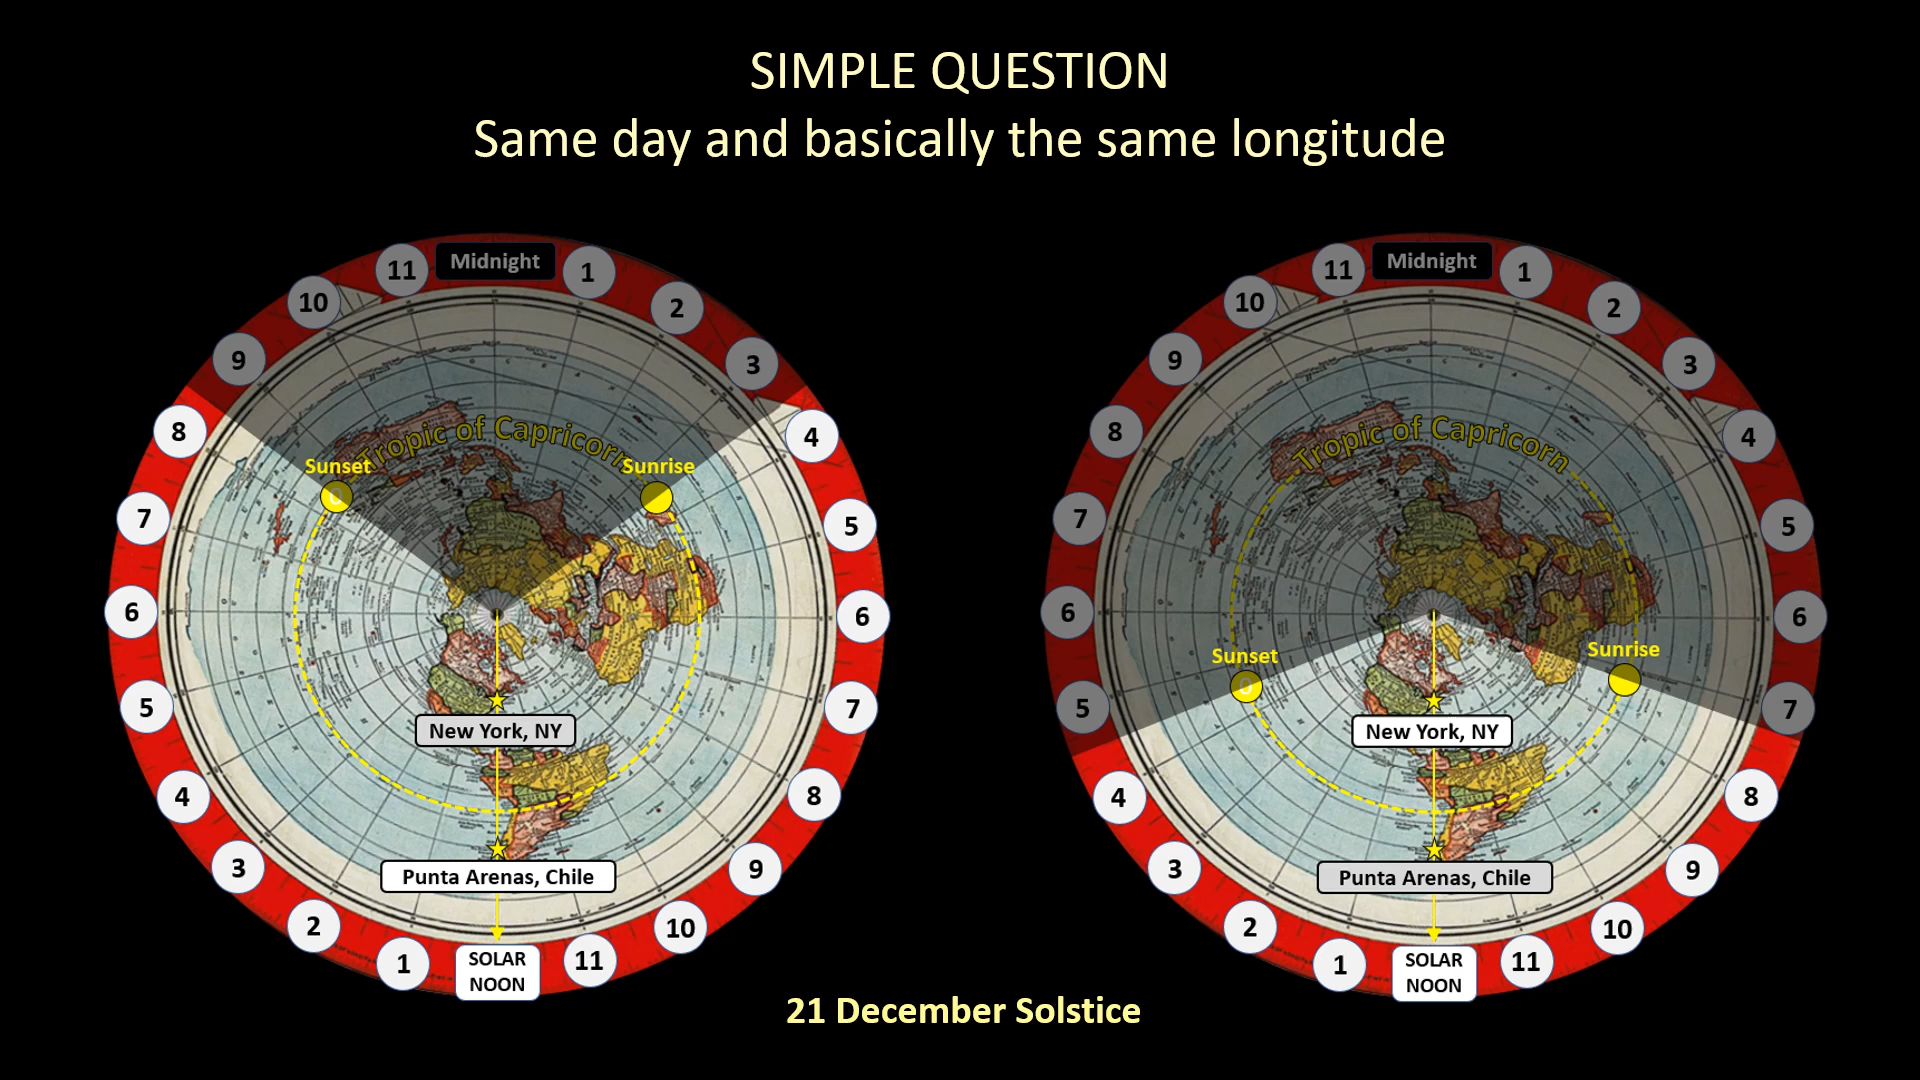 SIMPLE QUESTION
Same day and basically the same longitude
Midnight
11
1
10
2
9
3
8
4
Tropic of Capricorn
Sunset
Sunrise
0
7
5
6
6
5
7
New York, NY
4
8
3
9
Punta Arenas, Chile
2
10
1
11
SOLAR
NOON
Midnight
11
1
10
2
9
3
8
4
Tropic of Capricorn
7
5
6
6
Sunset
Sunrise
0
5
7
New York, NY
4
8
3
9
Punta Arenas, Chile
2
10
1
11
SOLAR
NOON
21 December Solstice